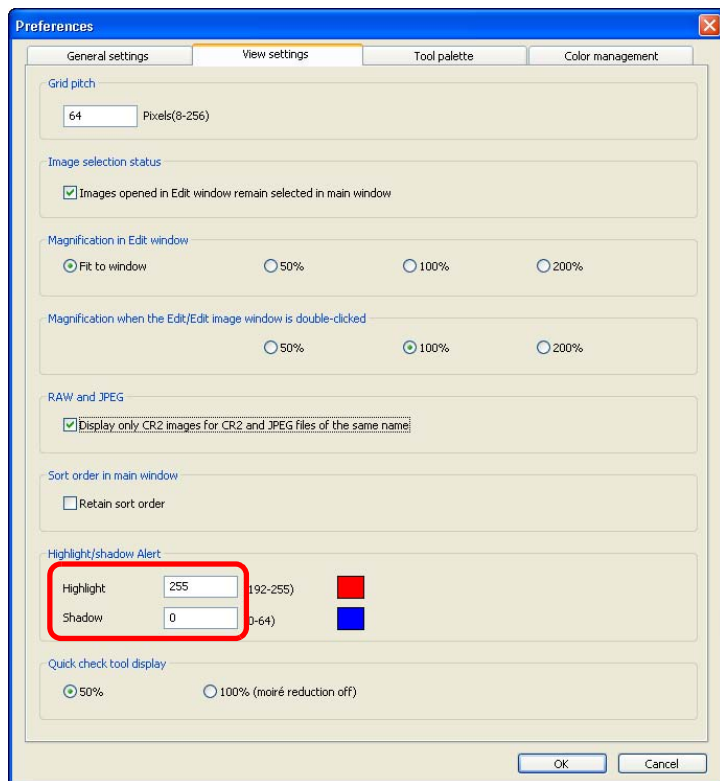 Preferences
General settings View settings Tool palette Color management
Grid pitch
64 Pixels(8-256)
Image selection status
Images opened in Edit window remain selected in main window
Magnification in Edit window
Fit to window 50% 100% 200%
Magnification when the Edit/Edit image window is double-clicked
50% 100% 200%
RAW and JPEG
Display only CR2 images for CR2 and JPEG files of the same name
Sort order in main window
Retain sort order
Highlight/shadow Alert
Highlight 255 192-255)
Shadow 0 0-64)
Quick check tool display
50% 100% (moiré reduction off)
OK Cancel